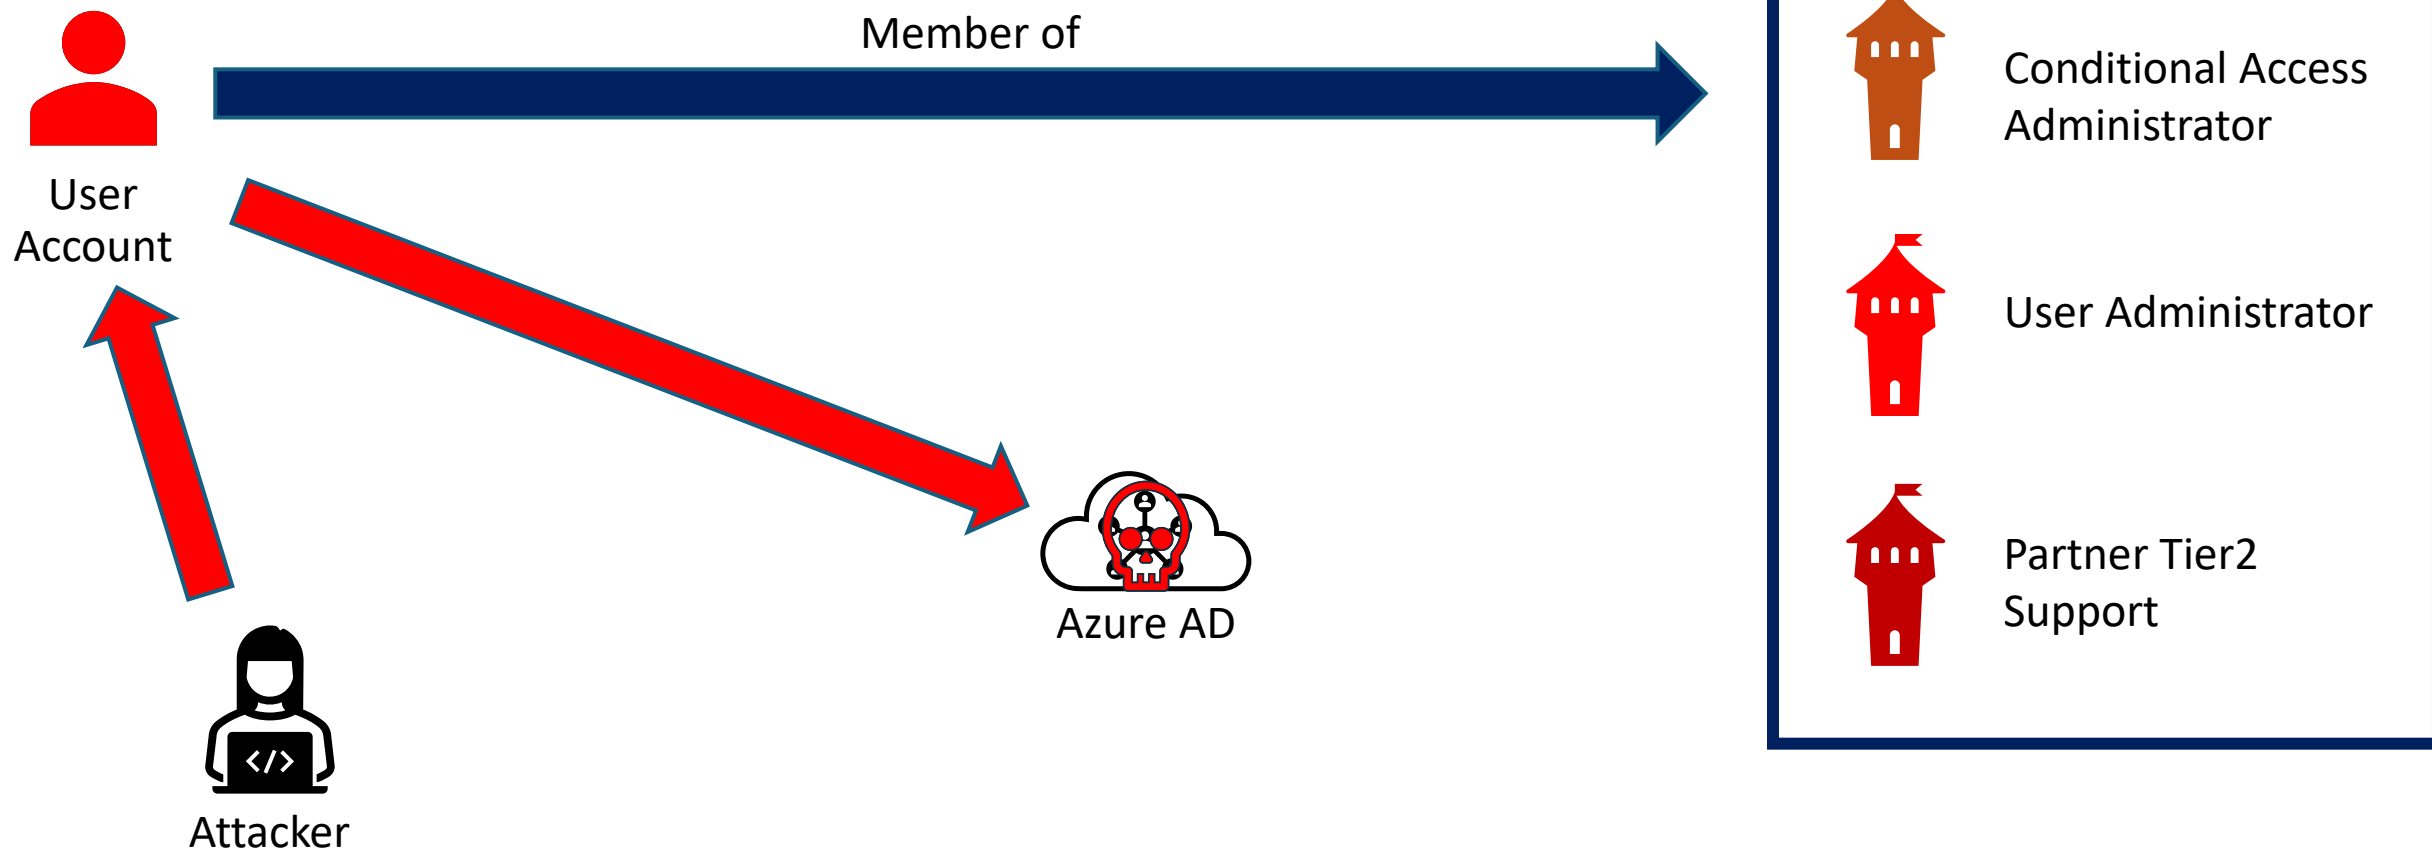 Member of
Conditional Access
Administrator
User
Account
User Administrator
Partner Tier2
Support
Azure AD
</>
Attacker